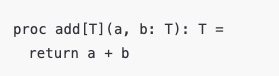 proc add[T](a, b: T): T =
  return a + b